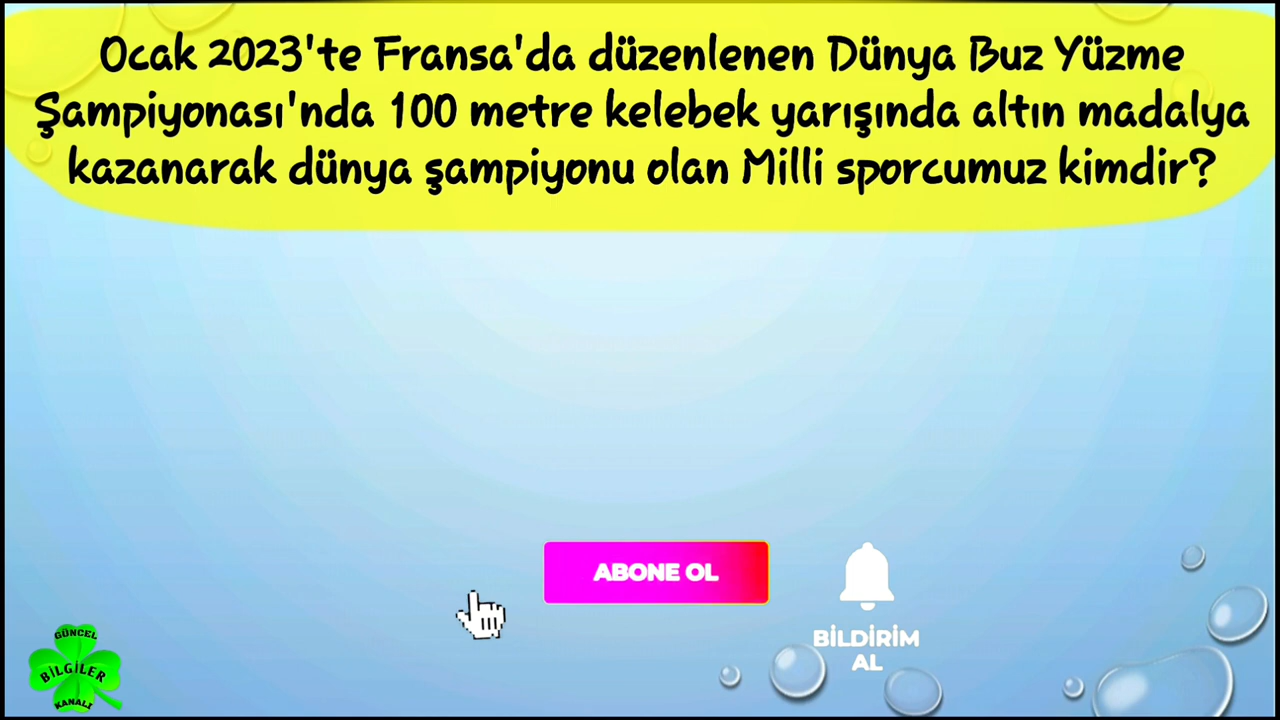 Ocak 2023'te Fransa'da düzenlenen Dünya Buz Yüzme
Şampiyonası'nda 100 metre kelebek yarışında altın madalya
kazanarak dünya şampiyonu olan Milli sporcumuz kimdir?
ABONE OL
BİLDİRİM
AL
GÜNCEL
BİLGİLER
KANALI